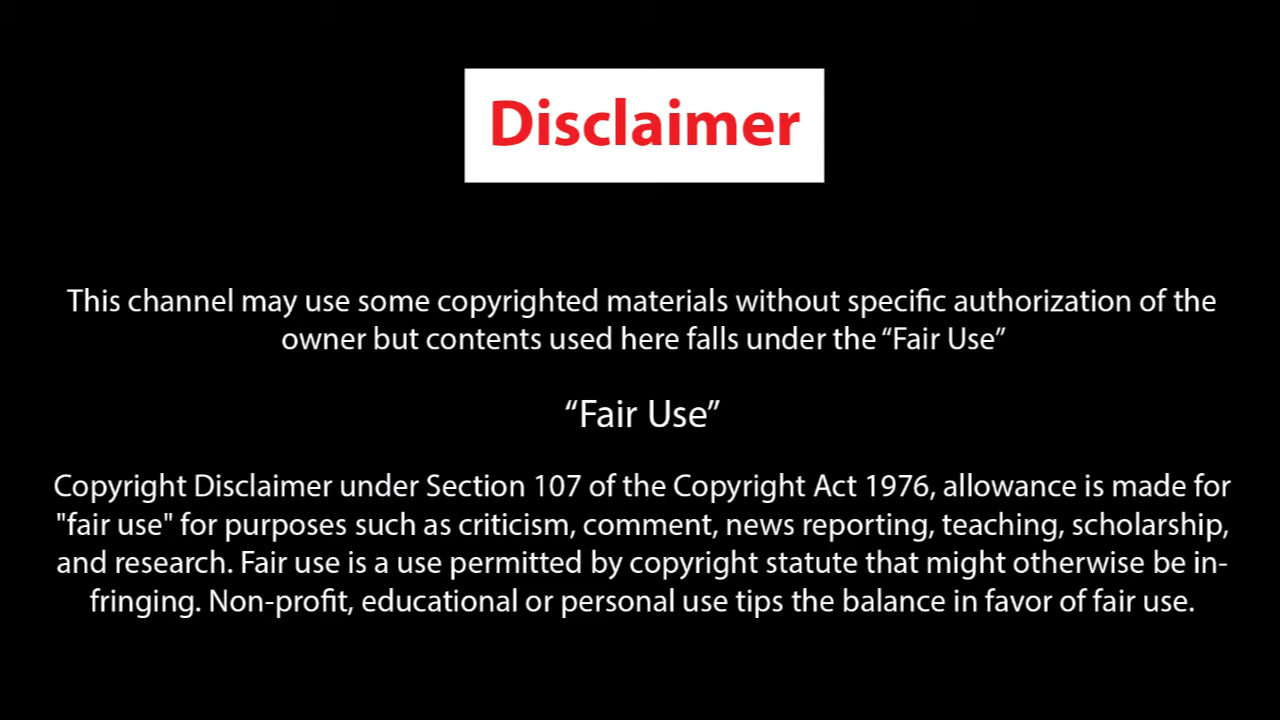 Disclaimer
This channel may use some copyrighted materials without specific authorization of the
owner but contents used here falls under the “Fair Use”
“Fair Use”
Copyright Disclaimer under Section 107 of the Copyright Act 1976, allowance is made for
"fair use" for purposes such as criticism, comment, news reporting, teaching, scholarship,
and research. Fair use is a use permitted by copyright statute that might otherwise be in-
fringing. Non-profit, educational or personal use tips the balance in favor of fair use.